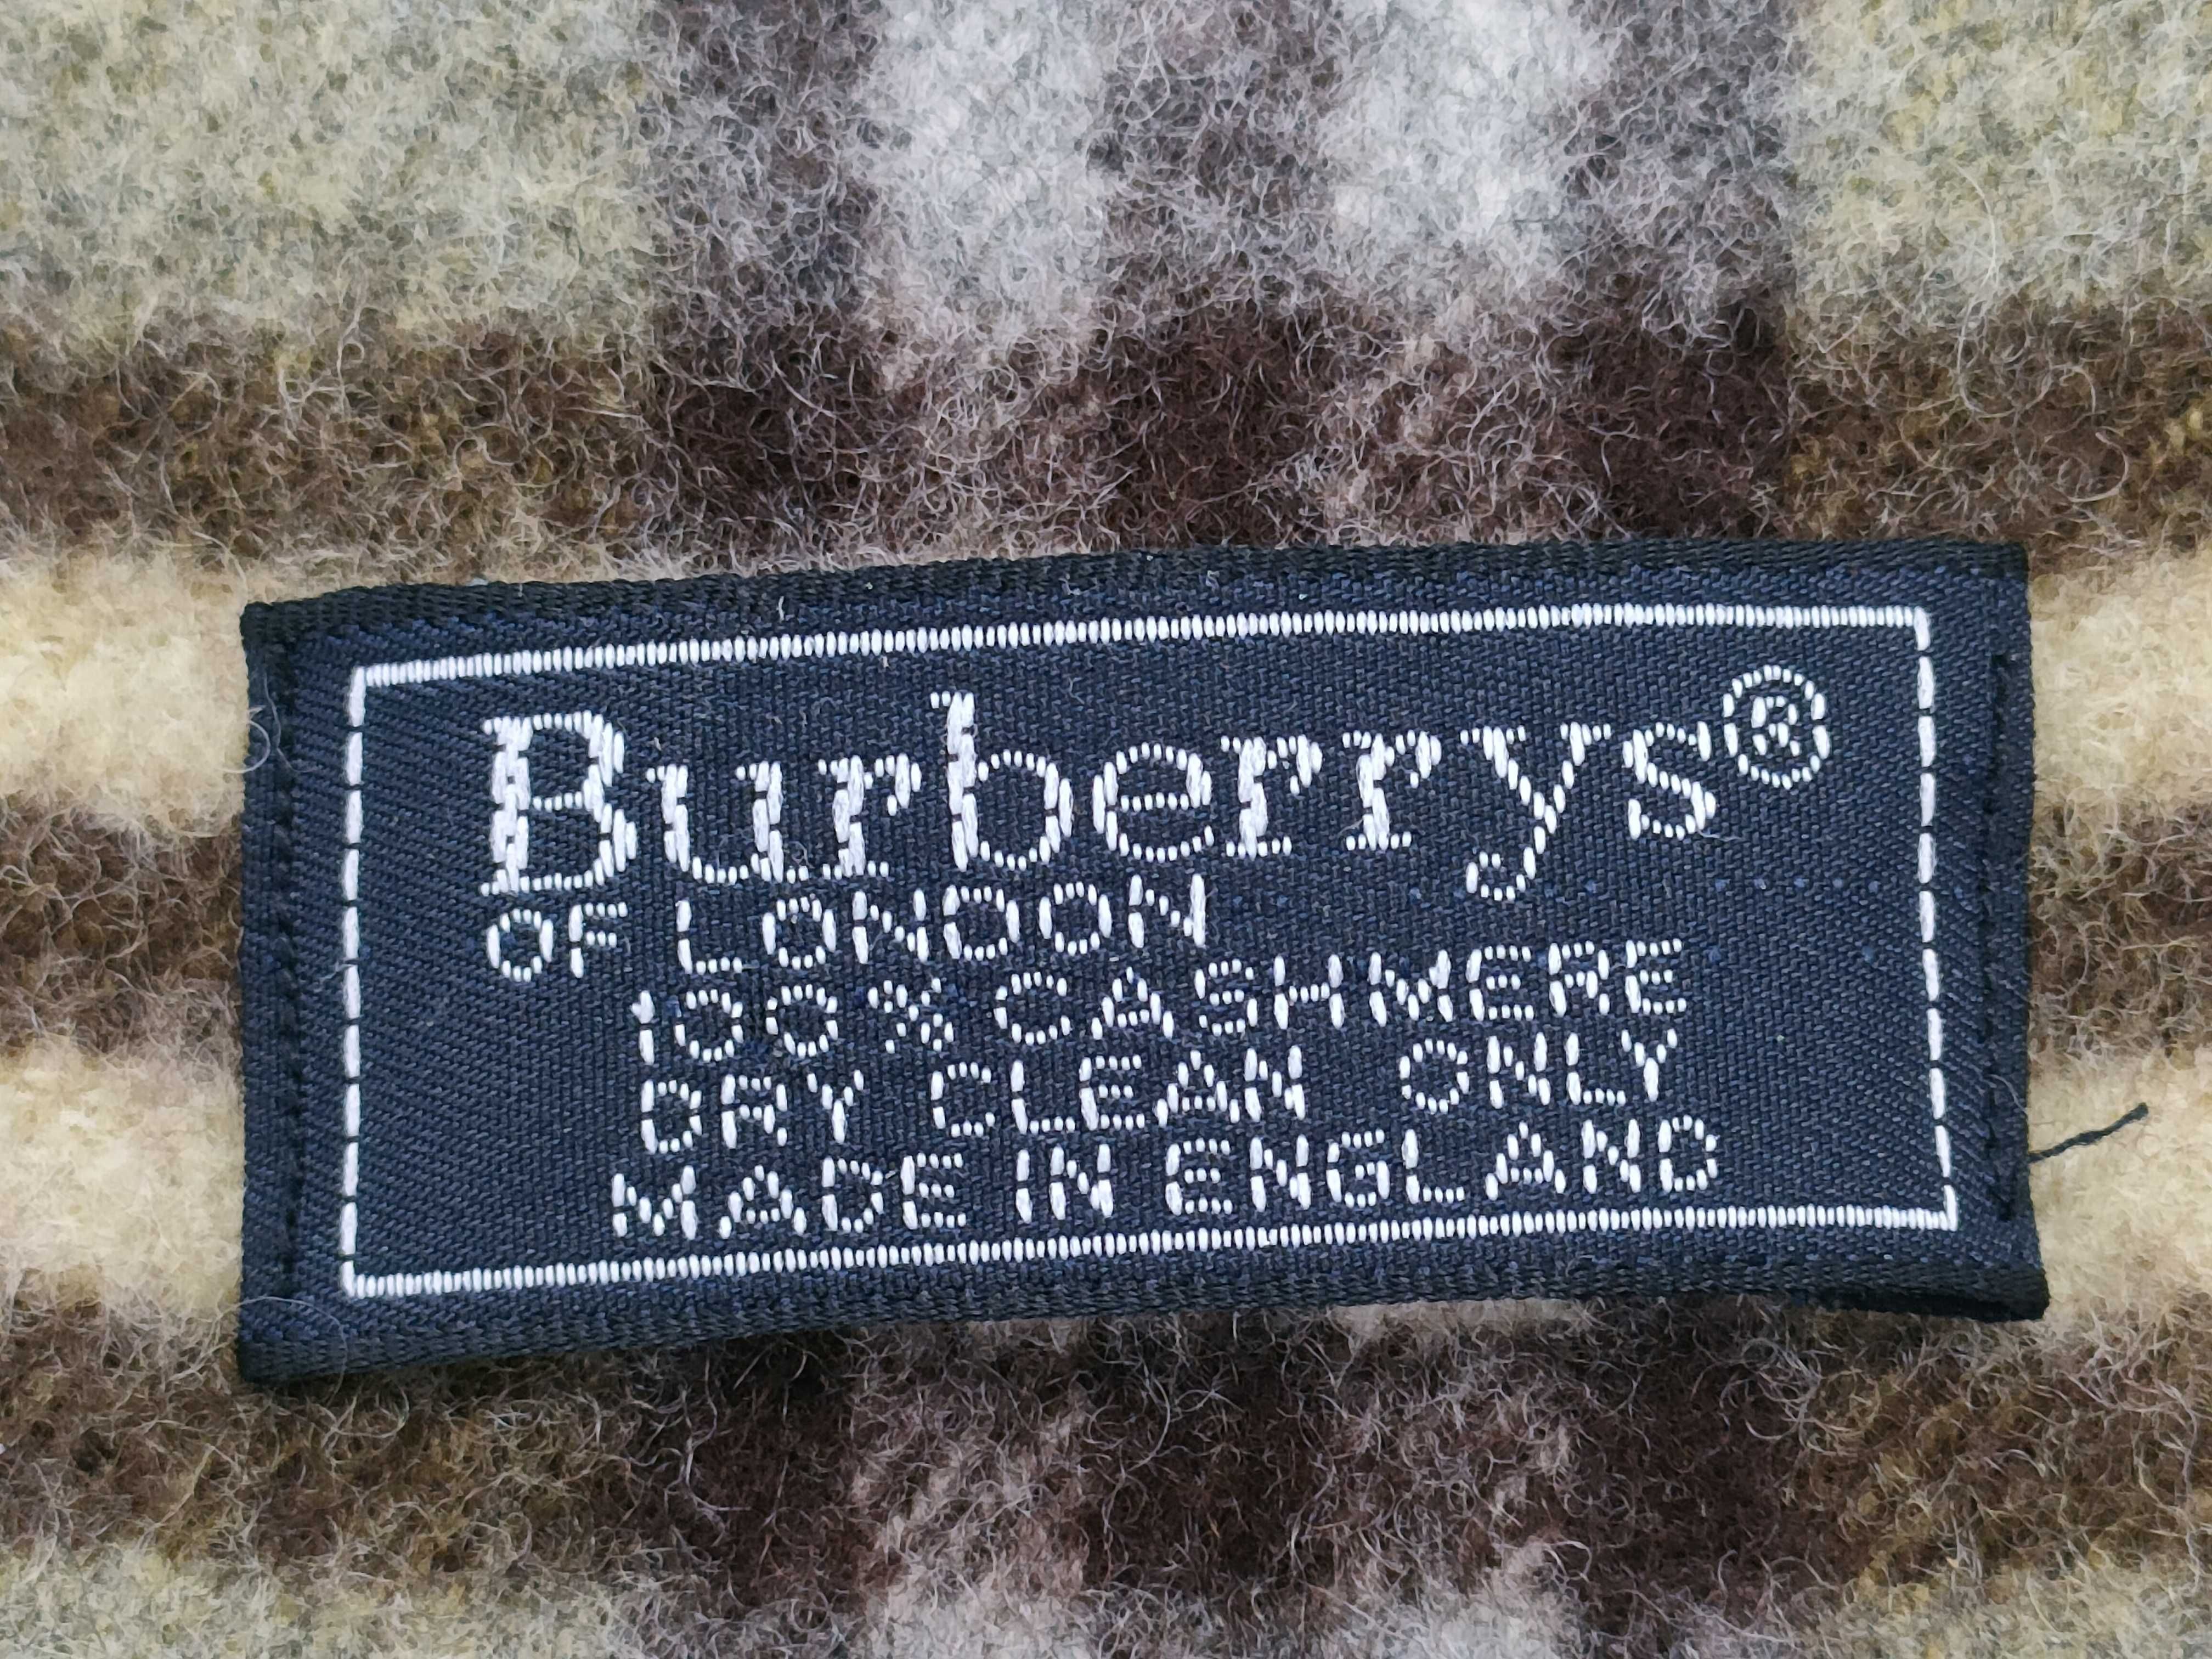 Burberrys®
OF LONDON
100% CASHMERE
DRY CLEAN ONLY
MADE IN ENGLAND